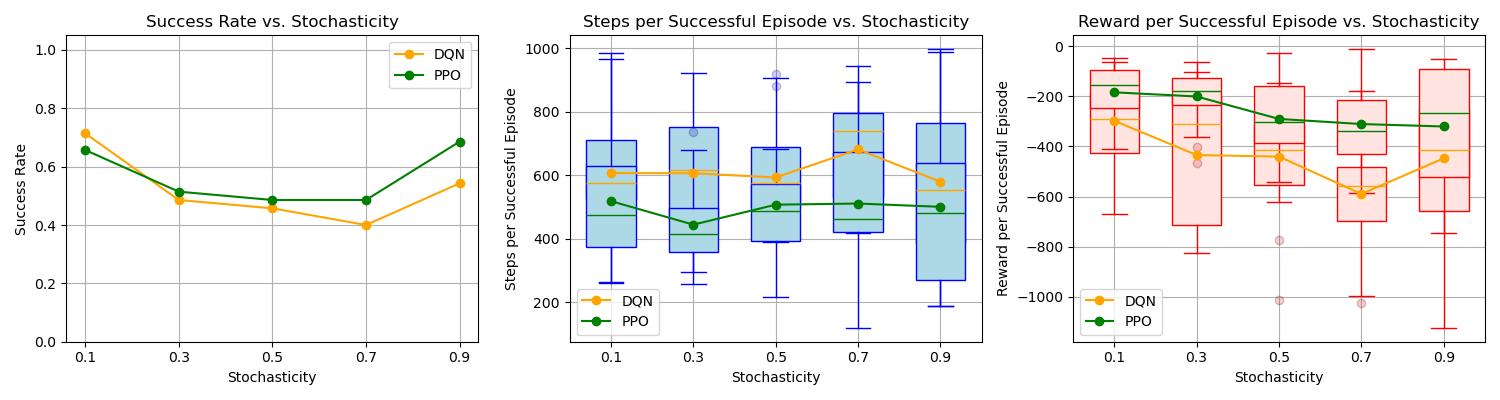 Success Rate vs. Stochasticity
Success Rate
1.0
0.8
0.6
0.4
0.2
0.0
DQN
PPO
0.1 0.3 0.5 0.7 0.9
Stochasticity
Steps per Successful Episode vs. Stochasticity
Steps per Successful Episode
1000
800
600
400
200
DQN
PPO
0.1 0.3 0.5 0.7 0.9
Stochasticity
Reward per Successful Episode vs. Stochasticity
Reward per Successful Episode
0
−200
−400
−600
−800
−1000
DQN
PPO
0.1 0.3 0.5 0.7 0.9
Stochasticity